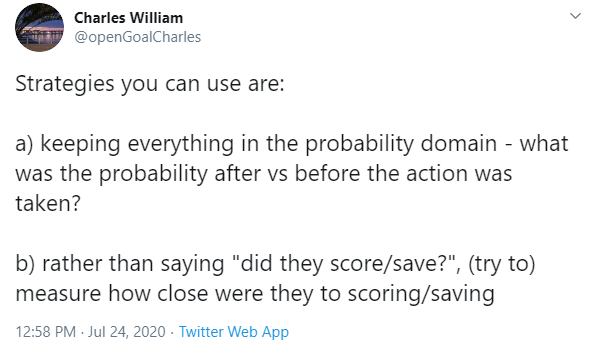 Charles William
@openGoalCharles
Strategies you can use are:
a) keeping everything in the probability domain - what
was the probability after vs before the action was
taken?
b) rather than saying "did they score/save?", (try to)
measure how close were they to scoring/saving
12:58 PM · Jul 24, 2020 · Twitter Web App